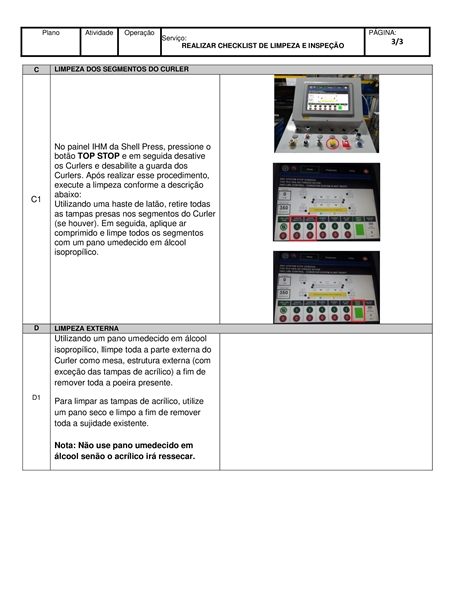 Plano
Atividade
Operação
Serviço:
REALIZAR CHECKLIST DE LIMPEZA E INSPEÇÃO
PÁGINA:
3/3
C
LIMPEZA DOS SEGMENTOS DO CURLER
C1
No painel IHM da Shell Press, pressione o
botão TOP STOP e em seguida desative
os Curlers e desabilite a guarda dos
Curlers. Após realizar esse procedimento,
execute a limpeza conforme a descrição
abaixo:
Utilizando uma haste de latão, retire todas
as tampas presas nos segmentos do Curler
(se houver). Em seguida, aplique ar
comprimido e limpe todos os segmentos
com um pano umedecido em álcool
isopropílico.
D
LIMPEZA EXTERNA
D1
Utilizando um pano umedecido em álcool
isopropílico, llimpe toda a parte externa do
Curler como mesa, estrutura externa (com
exceção das tampas de acrílico) a fim de
remover toda a poeira presente.
Para limpar as tampas de acrílico, utilize
um pano seco e limpo a fim de remover
toda a sujidade existente.
Nota: Não use pano umedecido em
álcool senão o acrílico irá ressecar.